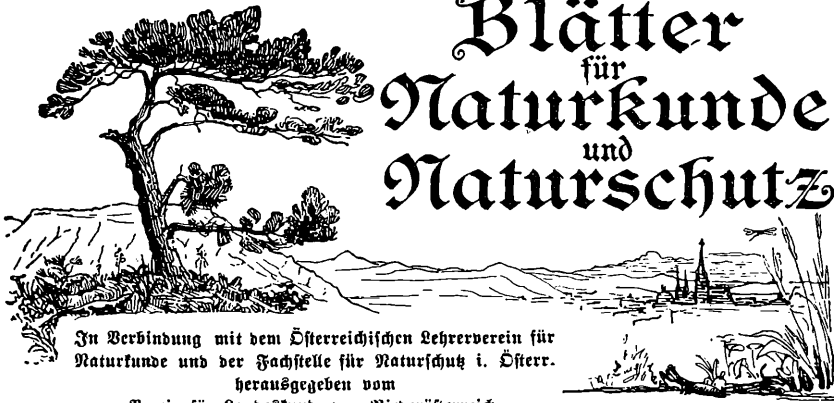 Blätter
für
Naturkunde
und
Naturschutz
In Verbindung mit dem Österreichischen Lehrerverein für
Naturkunde und der Fachstelle für Naturschutz i. Österr.
herausgegeben vom